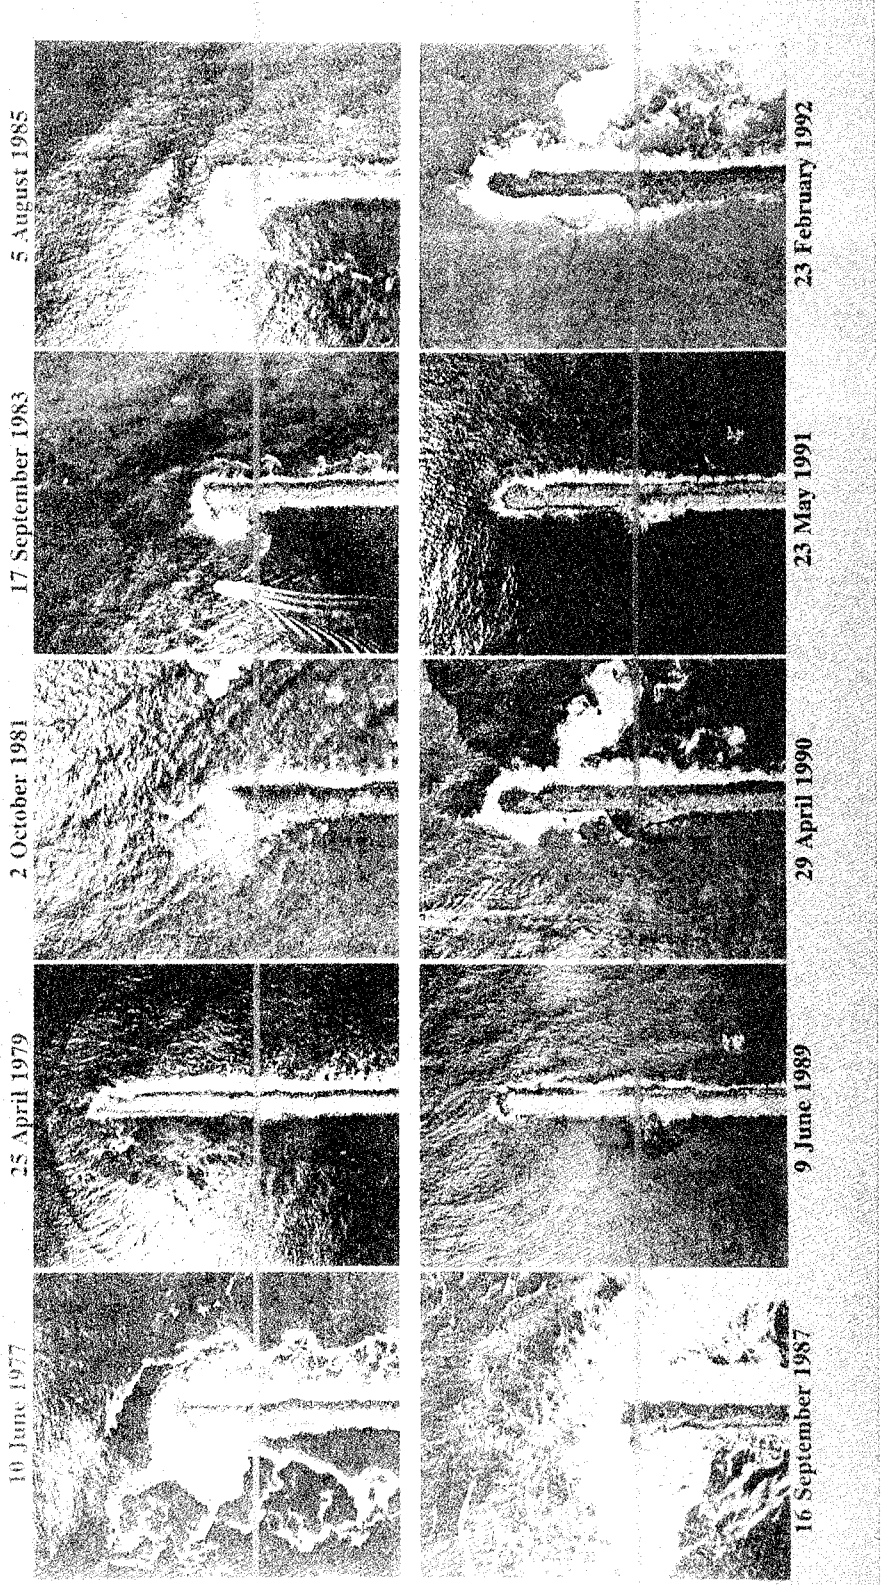 10 June 1977
25 April 1979
2 October 1981
17 September 1983
5 August 1985
16 September 1987
9 June 1989
29 April 1990
23 May 1991
23 February 1992